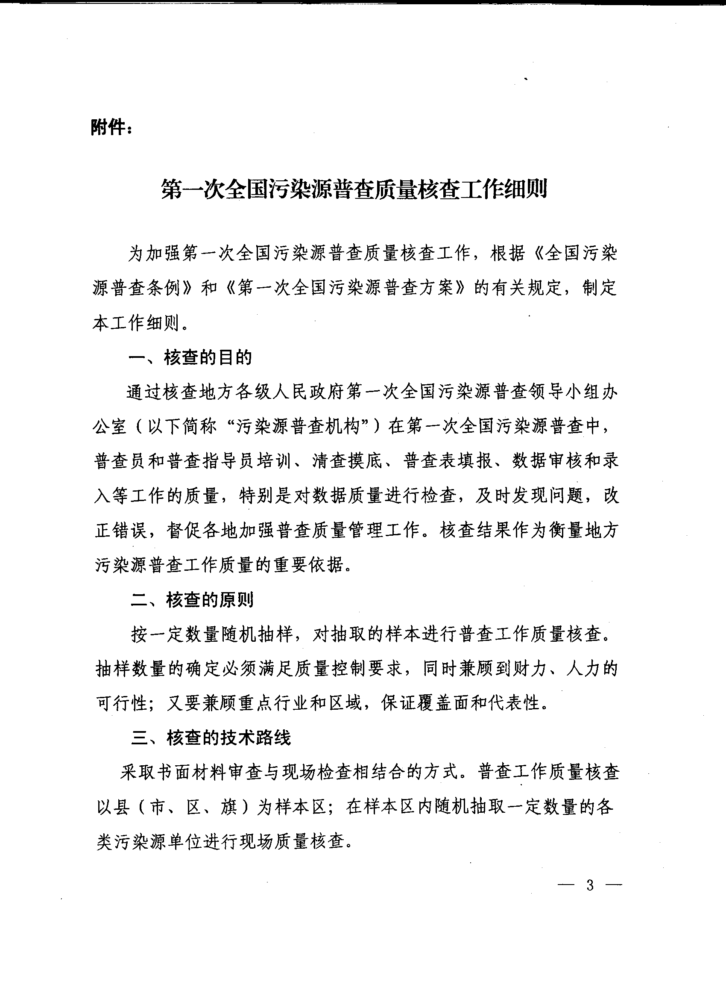 附件：
第一次全国污染源普查质量核查工作细则
为加强第一次全国污染源普查质量核查工作，根据《全国污染
源普查条例》和《第一次全国污染源普查方案》的有关规定，制定
本工作细则。
一、核查的目的
通过核查地方各级人民政府第一次全国污染源普查领导小组办
公室（以下简称“污染源普查机构”）在第一次全国污染源普查中，
普查员和普查指导员培训、清查摸底、普查表填报、数据审核和录
入等工作的质量，特别是对数据质量进行检查，及时发现问题，改
正错误，督促各地加强普查质量管理工作。核查结果作为衡量地方
污染源普查工作质量的重要依据。
二、核查的原则
按一定数量随机抽样，对抽取的样本进行普查工作质量核查。
抽样数量的确定必须满足质量控制要求，同时兼顾到财力、人力的
可行性；又要兼顾重点行业和区域，保证覆盖面和代表性。
三、核查的技术路线
采取书面材料审查与现场检查相结合的方式。普查工作质量核查
以县（市、区、旗）为样本区；在样本区内随机抽取一定数量的各
类污染源单位进行现场质量核查。
— 3 —